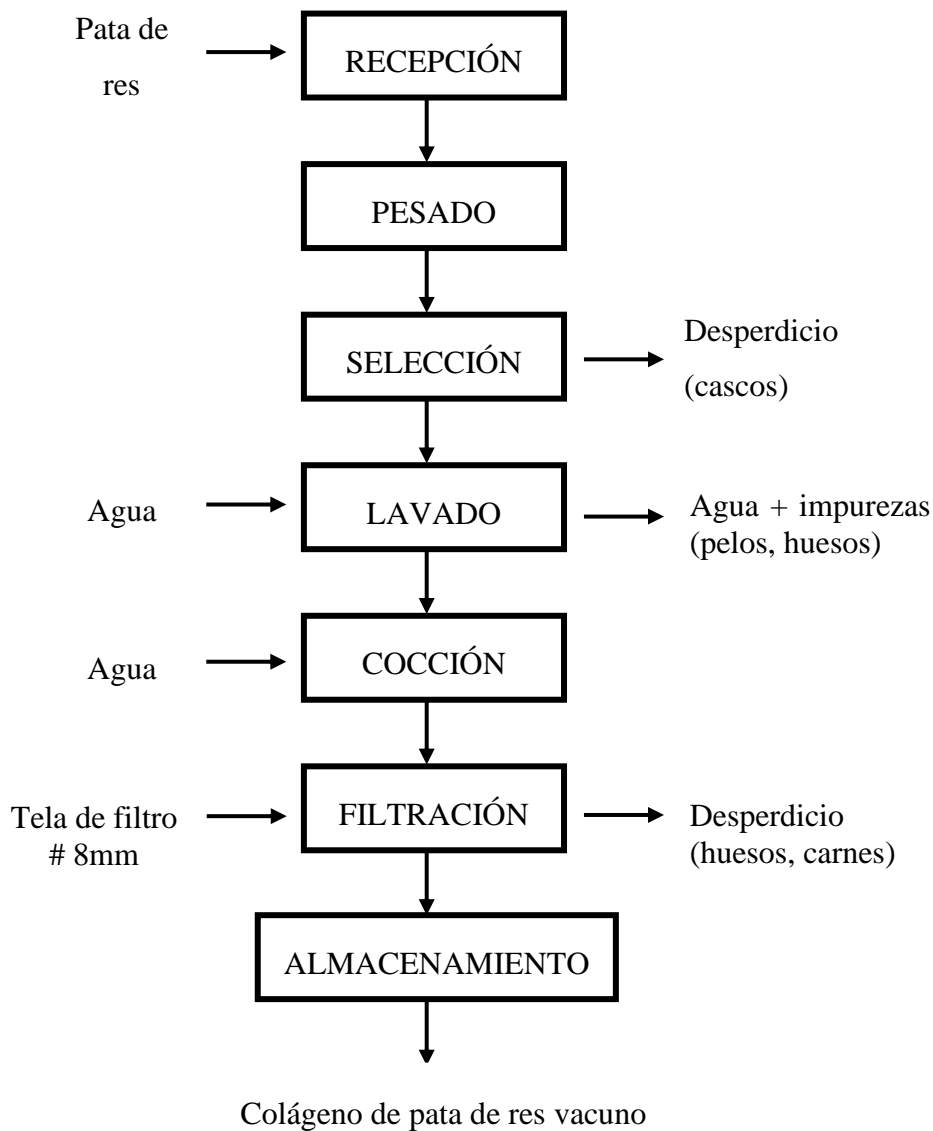 Pata de
res
RECEPCIÓN
PESADO
SELECCIÓN
Desperdicio
(cascos)
Agua
LAVADO
Agua + impurezas
(pelos, huesos)
Agua
COCCIÓN
Tela de filtro
# 8mm
FILTRACIÓN
Desperdicio
(huesos, carnes)
ALMACENAMIENTO
Colágeno de pata de res vacuno